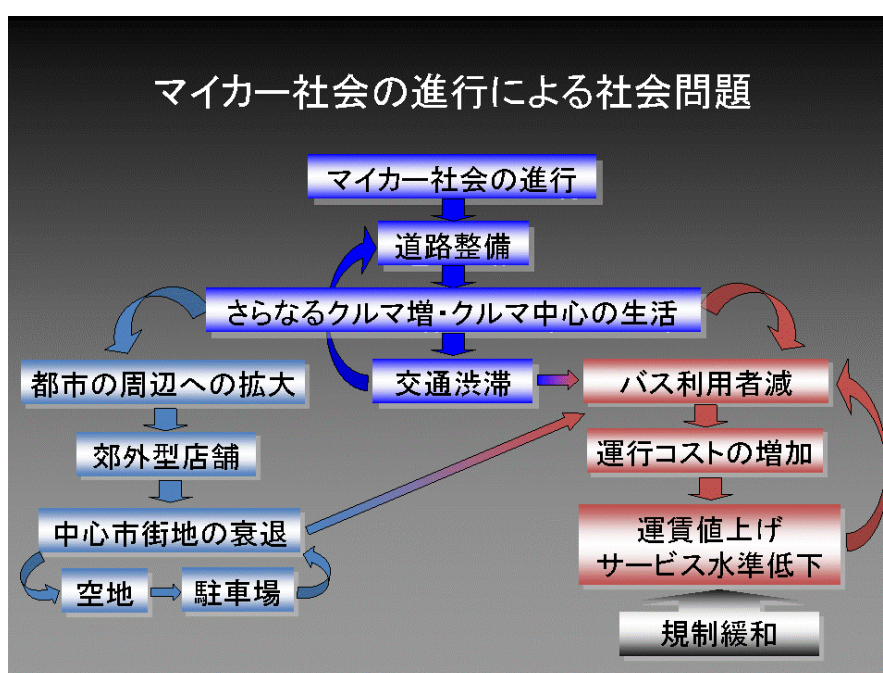 マイカー社会の進行による社会問題
マイカー社会の進行
道路整備
さらなるクルマ増・クルマ中心の生活
都市の周辺への拡大
交通渋滞
バス利用者減
郊外型店舗
運行コストの増加
中心市街地の衰退
運賃値上げ
サービス水準低下
空地
駐車場
規制緩和